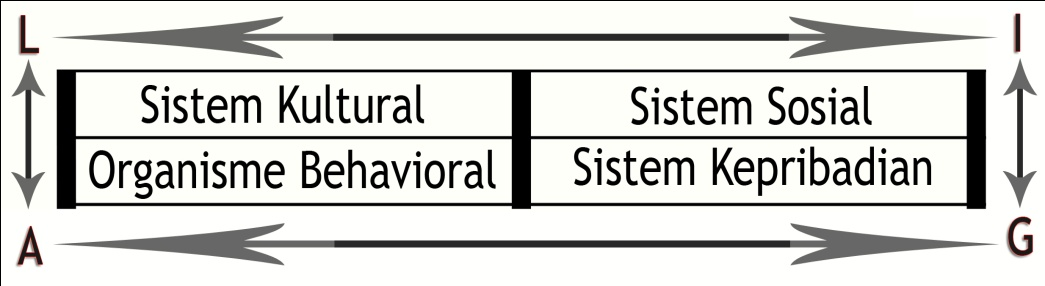 L I
Sistem Kultural Sistem Sosial
Organisme Behavioral Sistem Kepribadian
A G